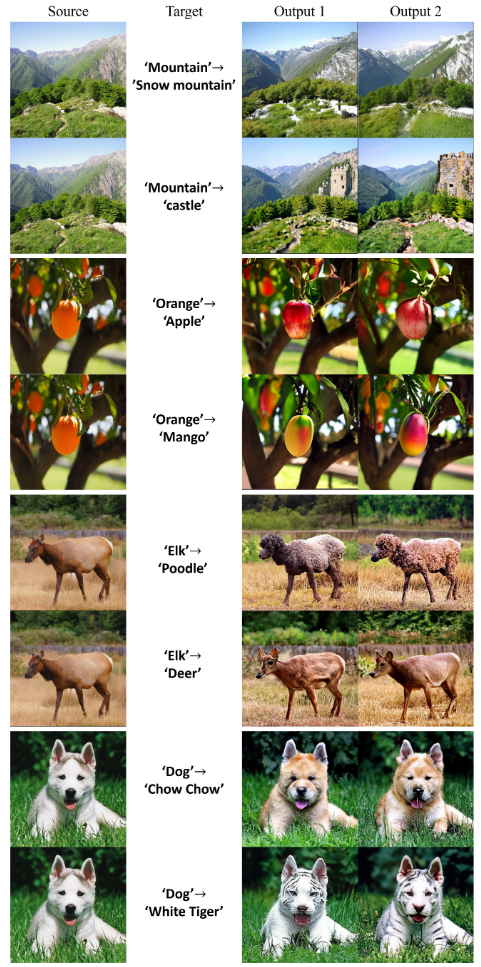 Source Target Output 1 Output 2
‘Mountain’→
’Snow mountain’
‘Mountain’→
‘castle’
‘Orange’→
‘Apple’
‘Orange’→
‘Mango’
‘Elk’→
‘Poodle’
‘Elk’→
‘Deer’
‘Dog’→
‘Chow Chow’
‘Dog’→
‘White Tiger’